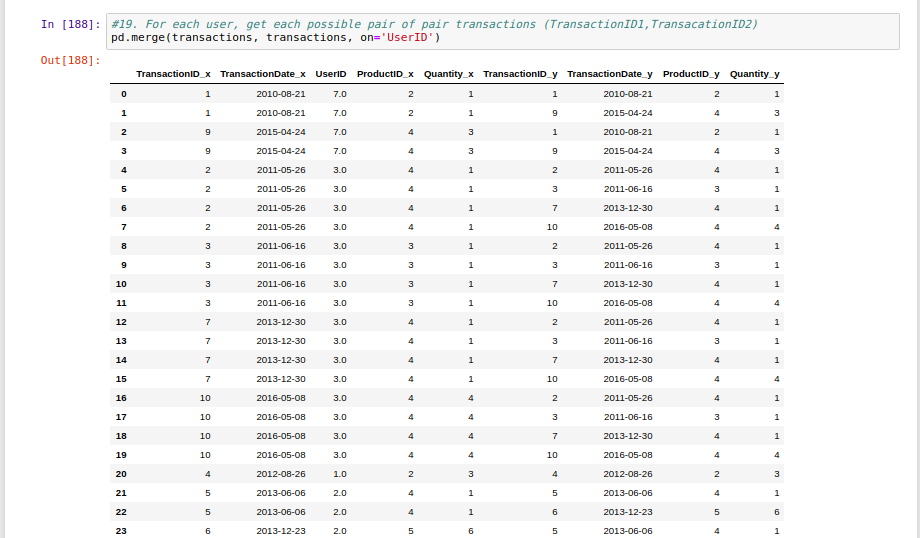 In [188]: #19. For each user, get each possible pair of pair transactions (TransactionID1,TransacationID2)
pd.merge(transactions, transactions, on='UserID')
Out[188]:
TransactionID_x TransactionDate_x UserID ProductID_x Quantity_x TransactionID_y TransactionDate_y ProductID_y Quantity_y
0 1 2010-08-21 7.0 2 1 1 2010-08-21 2 1
1 1 2010-08-21 7.0 2 1 9 2015-04-24 4 3
2 9 2015-04-24 7.0 4 3 1 2010-08-21 2 1
3 9 2015-04-24 7.0 4 3 9 2015-04-24 4 3
4 2 2011-05-26 3.0 4 1 2 2011-05-26 4 1
5 2 2011-05-26 3.0 4 1 3 2011-06-16 3 1
6 2 2011-05-26 3.0 4 1 7 2013-12-30 4 1
7 2 2011-05-26 3.0 4 1 10 2016-05-08 4 4
8 3 2011-06-16 3.0 3 1 2 2011-05-26 4 1
9 3 2011-06-16 3.0 3 1 3 2011-06-16 3 1
10 3 2011-06-16 3.0 3 1 7 2013-12-30 4 1
11 3 2011-06-16 3.0 3 1 10 2016-05-08 4 4
12 7 2013-12-30 3.0 4 1 2 2011-05-26 4 1
13 7 2013-12-30 3.0 4 1 3 2011-06-16 3 1
14 7 2013-12-30 3.0 4 1 7 2013-12-30 4 1
15 7 2013-12-30 3.0 4 1 10 2016-05-08 4 4
16 10 2016-05-08 3.0 4 4 2 2011-05-26 4 1
17 10 2016-05-08 3.0 4 4 3 2011-06-16 3 1
18 10 2016-05-08 3.0 4 4 7 2013-12-30 4 1
19 10 2016-05-08 3.0 4 4 10 2016-05-08 4 4
20 4 2012-08-26 1.0 2 3 4 2012-08-26 2 3
21 5 2013-06-06 2.0 4 1 5 2013-06-06 4 1
22 5 2013-06-06 2.0 4 1 6 2013-12-23 5 6
23 6 2013-12-23 2.0 5 6 5 2013-06-06 4 1